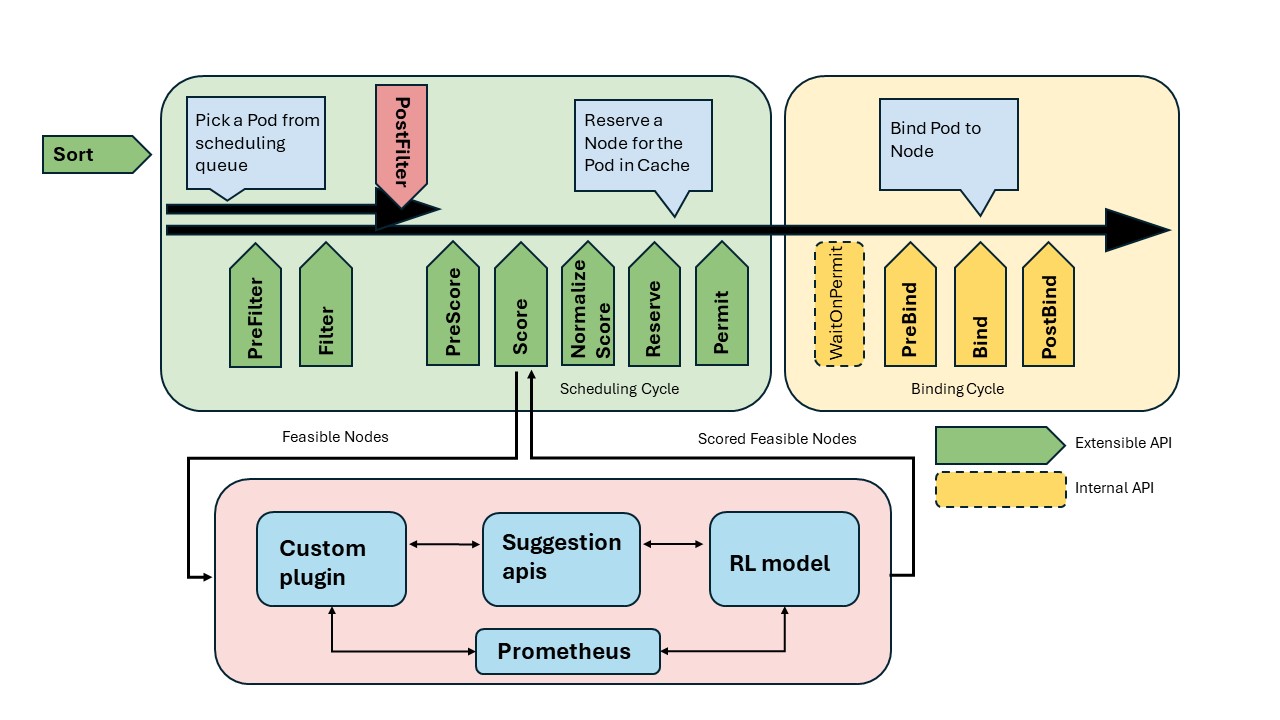 Sort
Pick a Pod from
scheduling
queue
PostFilter
Reserve a
Node for the
Pod in Cache
Bind Pod to
Node
PreFilter
Filter
PreScore
Score
Normalize
Score
Reserve
Permit
WaitOnPermit
PreBind
Bind
PostBind
Scheduling Cycle
Binding Cycle
Feasible Nodes
Scored Feasible Nodes
Extensible API
Internal API
Custom
plugin
Suggestion
apis
RL model
Prometheus